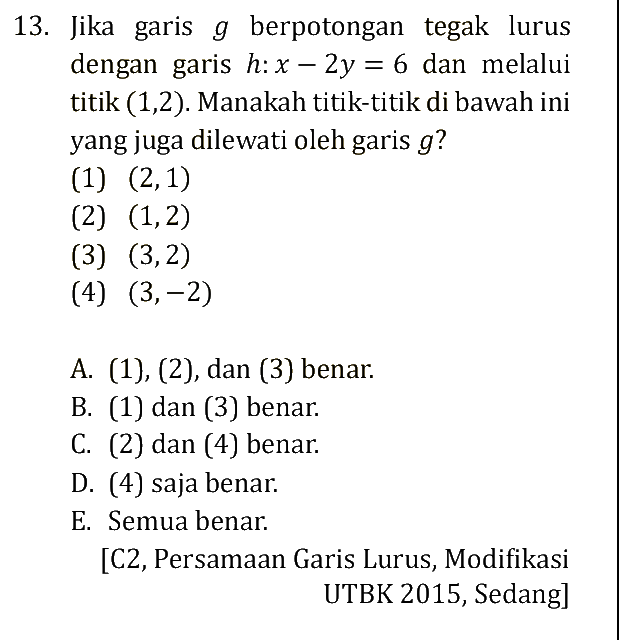 13. Jika garis g berpotongan tegak lurus
dengan garis h: x − 2y = 6 dan melalui
titik (1,2). Manakah titik-titik di bawah ini
yang juga dilewati oleh garis g?
(1) (2, 1)
(2) (1, 2)
(3) (3, 2)
(4) (3, −2)
A. (1), (2), dan (3) benar.
B. (1) dan (3) benar.
C. (2) dan (4) benar.
D. (4) saja benar.
E. Semua benar.
[C2, Persamaan Garis Lurus, Modifikasi
UTBK 2015, Sedang]